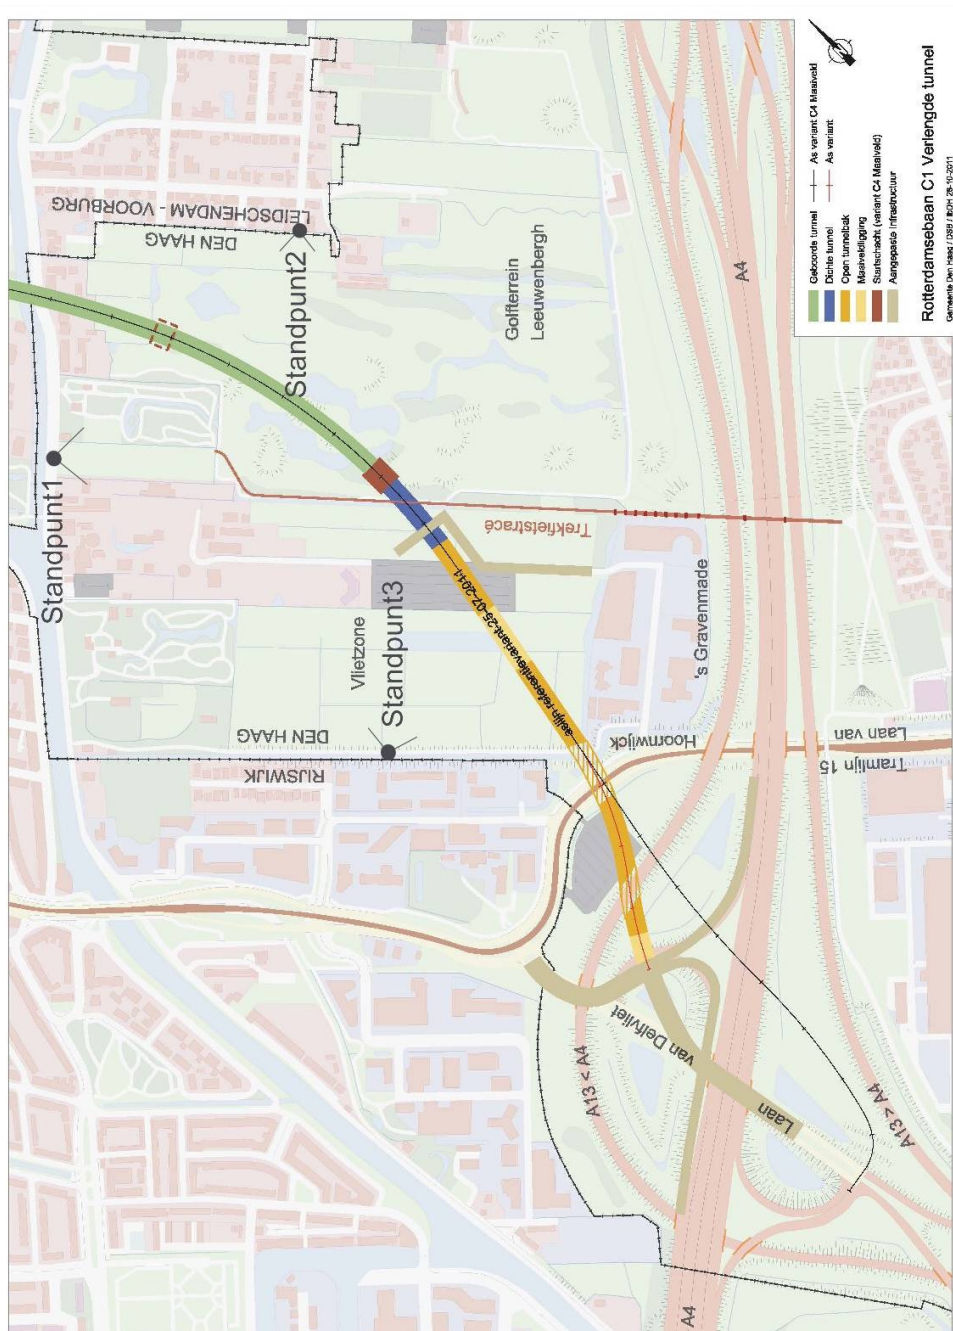 LEIDSCHENDAM - VOORBURG
DEN HAAG
Standpunt2
Golfterrein
Leeuwenbergh
A4
Standpunt1
Trekfietstracé
Standpunt3
Vlietzone
's Gravenmade
DEN HAAG
RIJSWIJK
Hoornwijck
Laan van
Tramlijn 15
A13 < A4
van Delfvliet
Laan
A13 > A4
A4
Geboorde tunnel
Dichte tunnel
Open tunnelbak
Maaiveldligging
Startschacht (variant C4 Maaiveld)
Aangepaste infrastructuur
As variant C4 Maaiveld
As variant
Rotterdamsebaan C1 Verlengde tunnel
Gemeente Den Haag / DSB / IbDH 26-10-2011